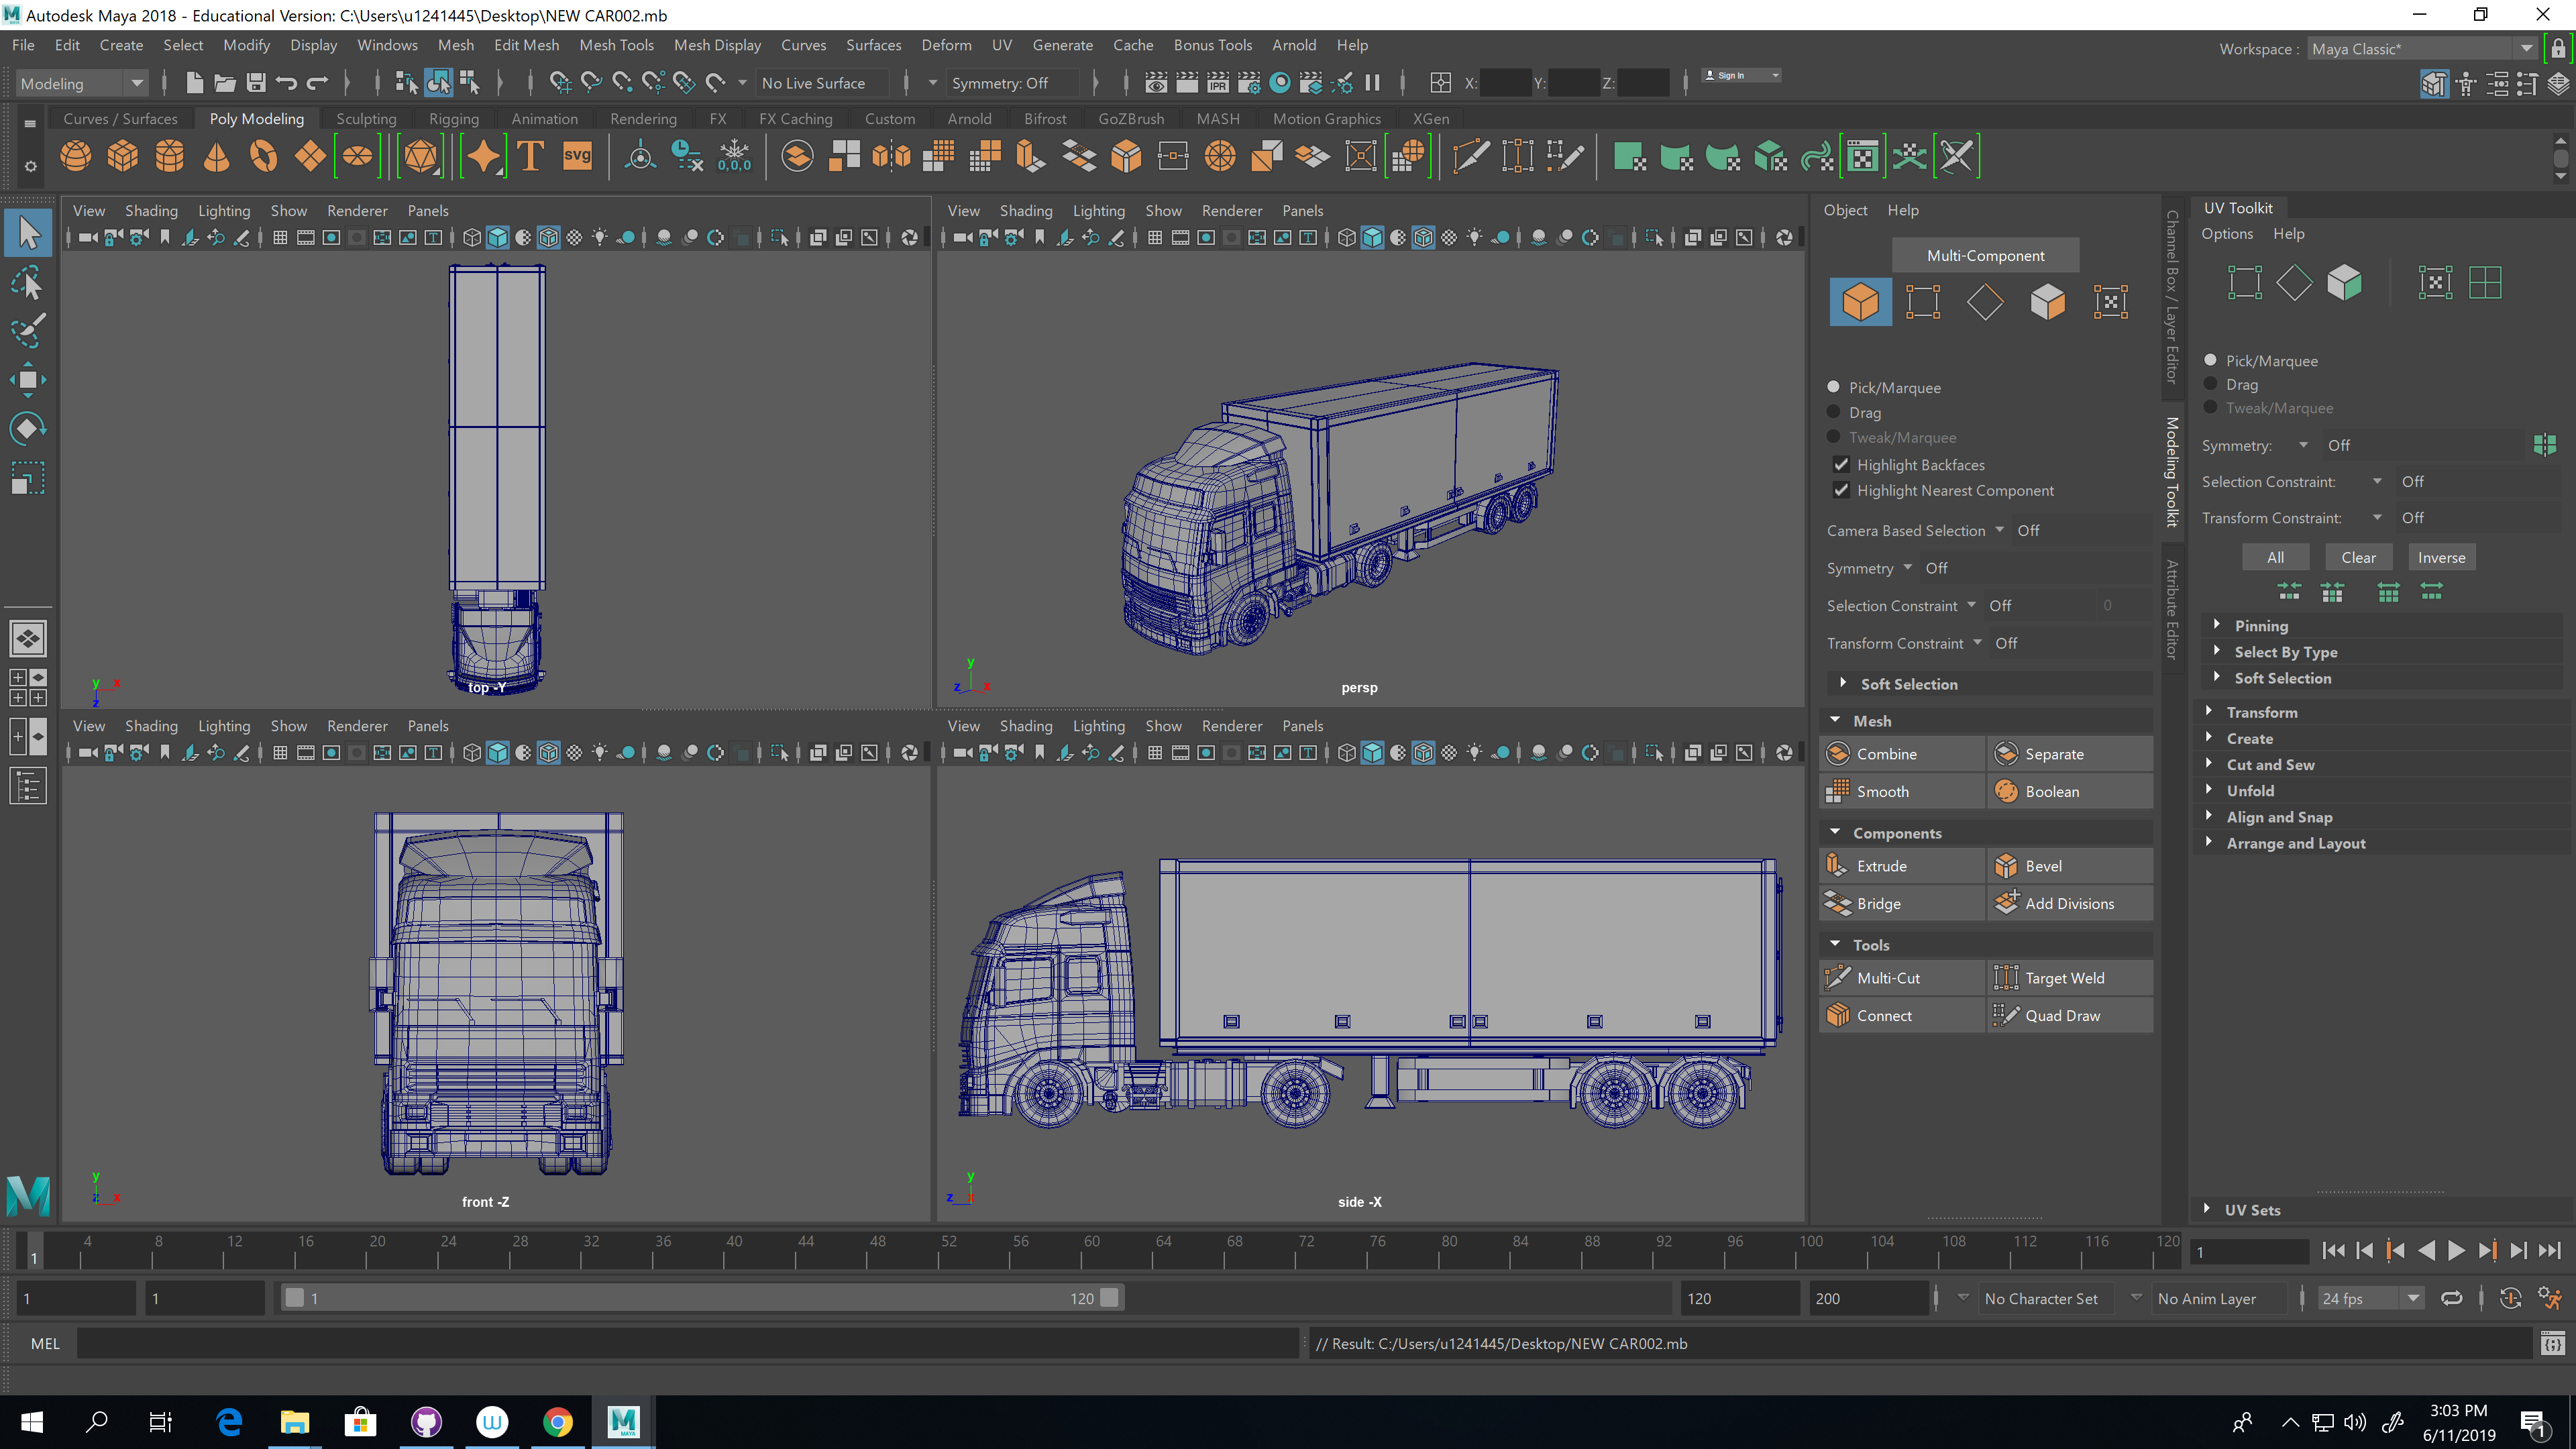 Autodesk Maya 2018 - Educational Version: C:\Users\u1241445\Desktop\NEW CAR002.mb
File Edit Create Select Modify Display Windows Mesh Edit Mesh Mesh Tools Mesh Display Curves Surfaces Deform UV Generate Cache Bonus Tools Arnold Help
Workspace : Maya Classic*
Modeling No Live Surface Symmetry: Off IPR X: Y: Z: Sign In
Curves / Surfaces Poly Modeling Sculpting Rigging Animation Rendering FX FX Caching Custom Arnold Bifrost GoZBrush MASH Motion Graphics XGen
T svg 0,0,0
View Shading Lighting Show Renderer Panels
top -Y
y x
z
View Shading Lighting Show Renderer Panels
persp
y
z x
View Shading Lighting Show Renderer Panels
front -Z
y
z x
View Shading Lighting Show Renderer Panels
side -X
y
z x
Object Help
Multi-Component
Pick/Marquee
Drag
Tweak/Marquee
Highlight Backfaces
Highlight Nearest Component
Camera Based Selection Off
Symmetry Off
Selection Constraint Off 0
Transform Constraint Off
Soft Selection
Mesh
Combine Separate
Smooth Boolean
Components
Extrude Bevel
Bridge Add Divisions
Tools
Multi-Cut Target Weld
Connect Quad Draw
Channel Box / Layer Editor
Modeling Toolkit
Attribute Editor
UV Toolkit
Options Help
Pick/Marquee
Drag
Tweak/Marquee
Symmetry: Off
Selection Constraint: Off
Transform Constraint: Off
All Clear Inverse
Pinning
Select By Type
Soft Selection
Transform
Create
Cut and Sew
Unfold
Align and Snap
Arrange and Layout
UV Sets
1 4 8 12 16 20 24 28 32 36 40 44 48 52 56 60 64 68 72 76 80 84 88 92 96 100 104 108 112 116 120 1
1 1 1 120 120 200 No Character Set No Anim Layer 24 fps
MEL // Result: C:/Users/u1241445/Desktop/NEW CAR002.mb
M
MAYA
3:03 PM
6/11/2019
1